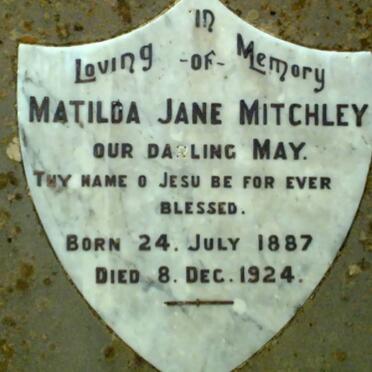 In
Loving -of- Memory
MATILDA JANE MITCHLEY
OUR DARLING MAY.
THY NAME O JESU BE FOR EVER
BLESSED.
BORN 24. JULY 1887
DIED 8. DEC. 1924.